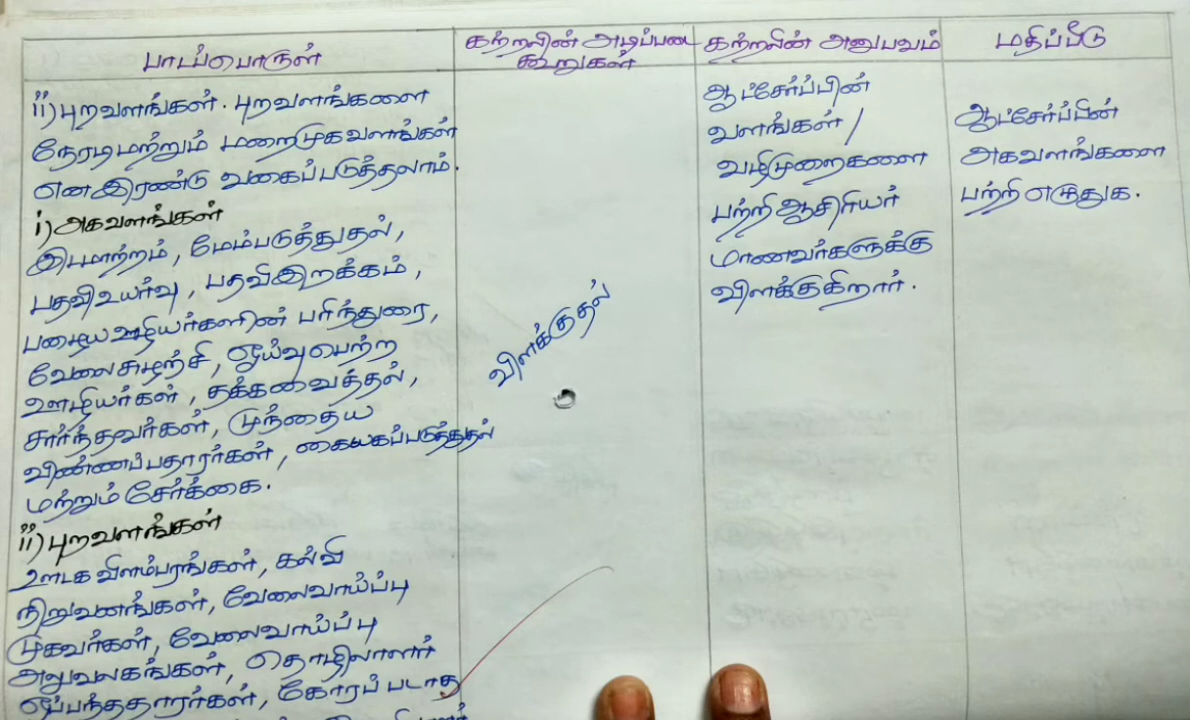 பாடப்பொருள்
கற்றலின் அடிப்படை
கூறுகள்
கற்றலின் அனுபவம்
மதிப்பீடு
ii) புறவளங்கள். புறவளங்களை
நேரடி மற்றும் மறைமுக வளங்கள்
என இரண்டு வகைப்படுத்தலாம்.
i) அகவளங்கள்
இடமாற்றம், மேம்படுத்துதல்,
பதவி உயர்வு, பதவி இறக்கம்,
பழைய ஊழியர்களின் பரிந்துரை,
வேலை சுழற்சி, ஓய்வு பெற்ற
ஊழியர்கள், தக்கவைத்தல்,
சார்ந்தவர்கள், முந்தைய
விண்ணப்பதாரர்கள், கையகப்படுத்துதல்
மற்றும் சேர்க்கை.
ii) புறவளங்கள்
ஊடக விளம்பரங்கள், கல்வி
நிறுவனங்கள், வேலைவாய்ப்பு
முகவர்கள், வேலைவாய்ப்பு
அலுவலகங்கள், தொழிலாளர்
ஒப்பந்ததாரர்கள், கோரப் படாத
விளக்குதல்
ஆட்சேர்ப்பின்
வளங்கள் /
வழிமுறைகளை
பற்றி ஆசிரியர்
மாணவர்களுக்கு
விளக்குகிறார்.
ஆட்சேர்ப்பின்
அகவளங்களை
பற்றி எழுதுக.